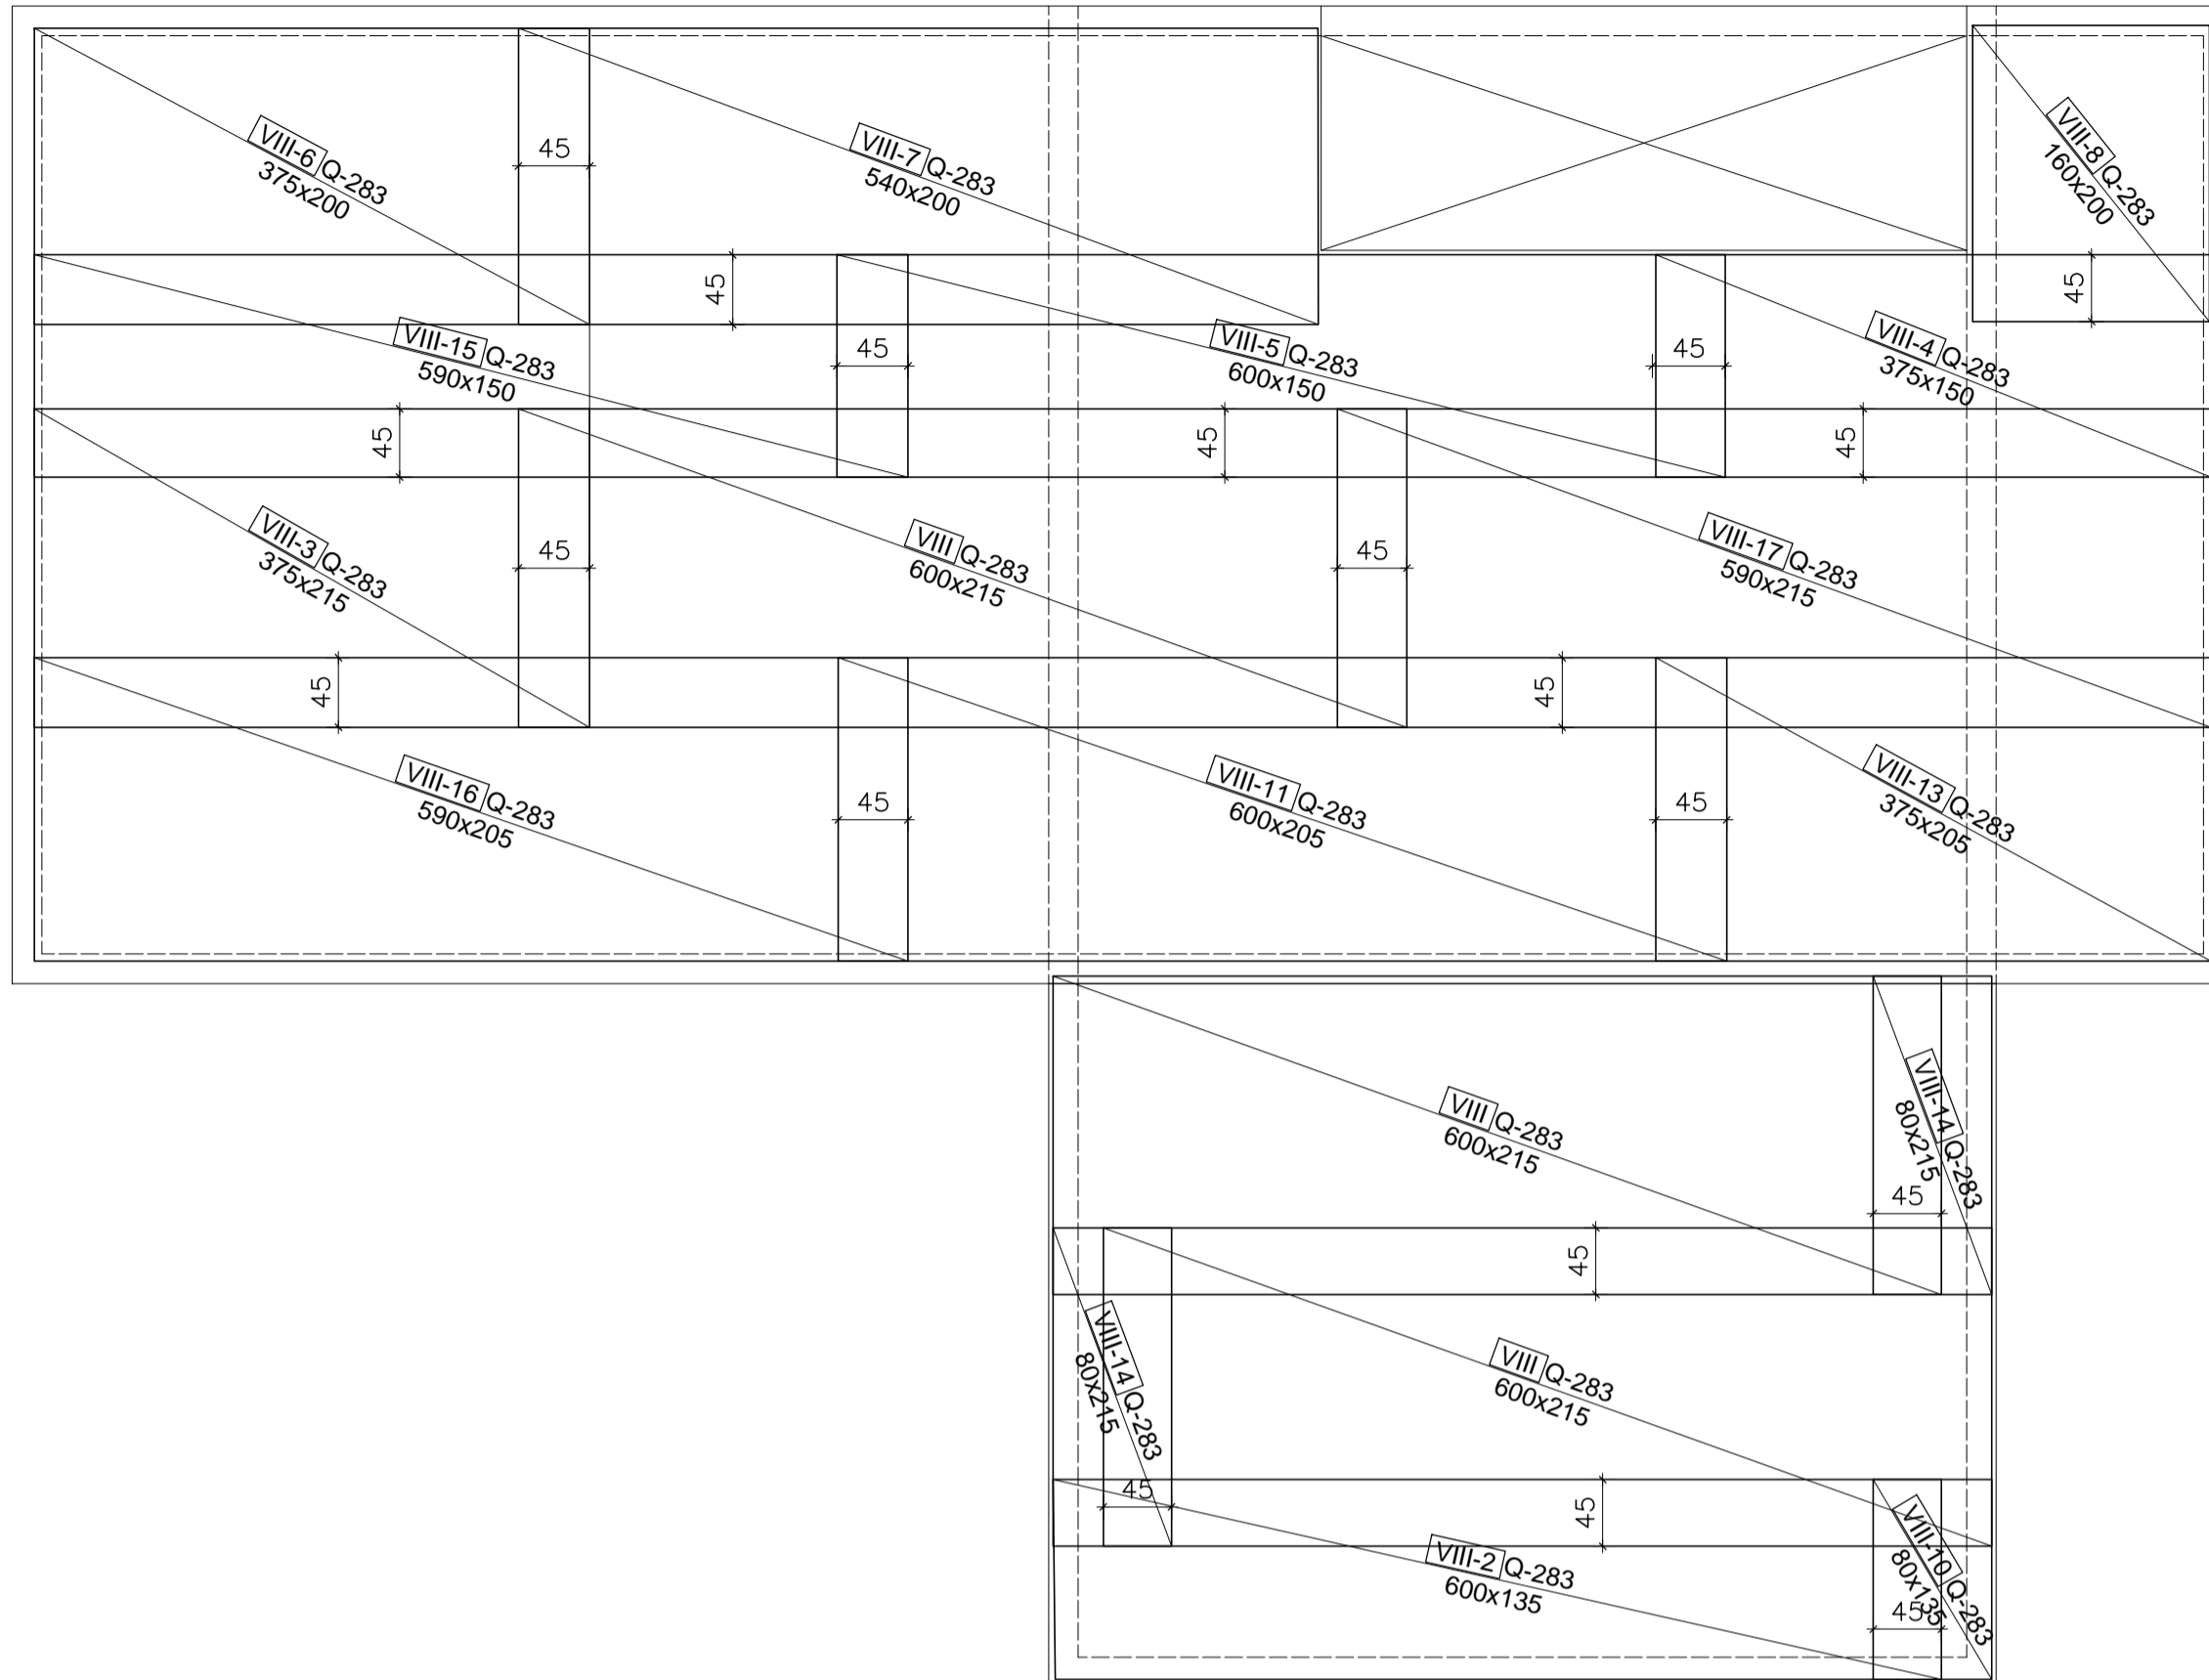 VIII-6 Q-283
375x200
45
VIII-7 Q-283
540x200
VIII-8 Q-283
160x200
45
45
VIII-15 Q-283
590x150
45
VIII-5 Q-283
600x150
45
VIII-4 Q-283
375x150
45
45
45
VIII-3 Q-283
375x215
45
VIII Q-283
600x215
45
VIII-17 Q-283
590x215
45
45
VIII-16 Q-283
590x205
45
VIII-11 Q-283
600x205
45
VIII-13 Q-283
375x205
VIII Q-283
600x215
VIII-14 Q-283
80x215
45
45
VIII-14 Q-283
80x215
45
VIII Q-283
600x215
45
VIII-2 Q-283
600x135
VIII-10 Q-283
80x135
45